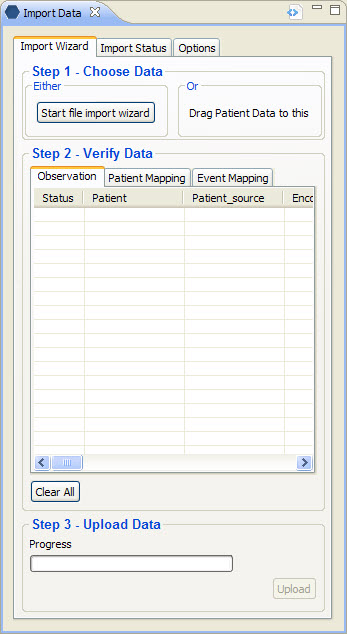 Import Data
Import Wizard Import Status Options
Step 1 - Choose Data
Either Or
Start file import wizard Drag Patient Data to this
Step 2 - Verify Data
Observation Patient Mapping Event Mapping
Status Patient Patient_source Enco
Clear All
Step 3 - Upload Data
Progress
Upload